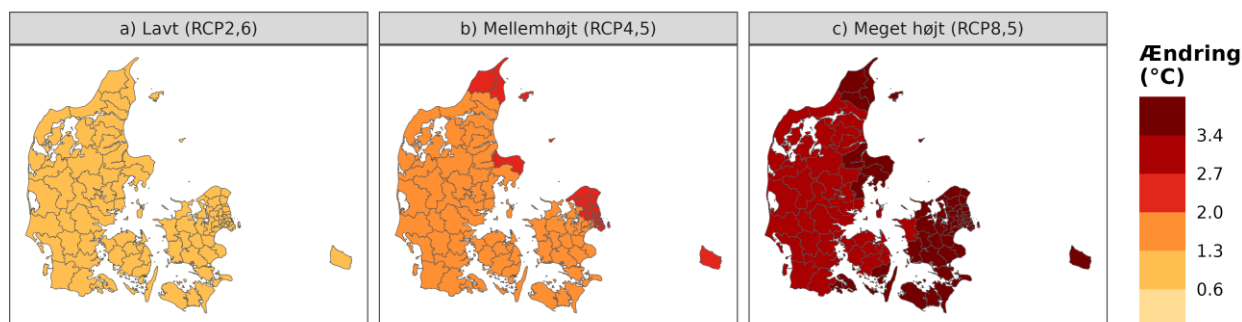 a) Lavt (RCP2,6)
b) Mellemhøjt (RCP4,5)
c) Meget højt (RCP8,5)
Ændring
(°C)
3.4
2.7
2.0
1.3
0.6